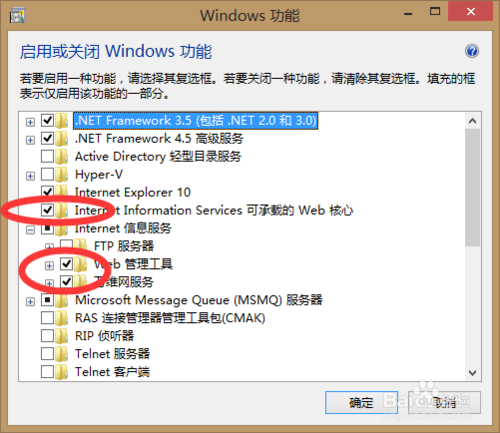 Windows 功能
启用或关闭 Windows 功能
若要启用一种功能，请选择其复选框。若要关闭一种功能，请清除其复选框。填充的框
表示仅启用该功能的一部分。
.NET Framework 3.5 (包括 .NET 2.0 和 3.0)
.NET Framework 4.5 高级服务
Active Directory 轻型目录服务
Hyper-V
Internet Explorer 10
Internet Information Services 可承载的 Web 核心
Internet 信息服务
FTP 服务器
Web 管理工具
万维网服务
Microsoft Message Queue (MSMQ) 服务器
RAS 连接管理器管理工具包(CMAK)
RIP 侦听器
Telnet 服务器
Telnet 客户端
确定
取消